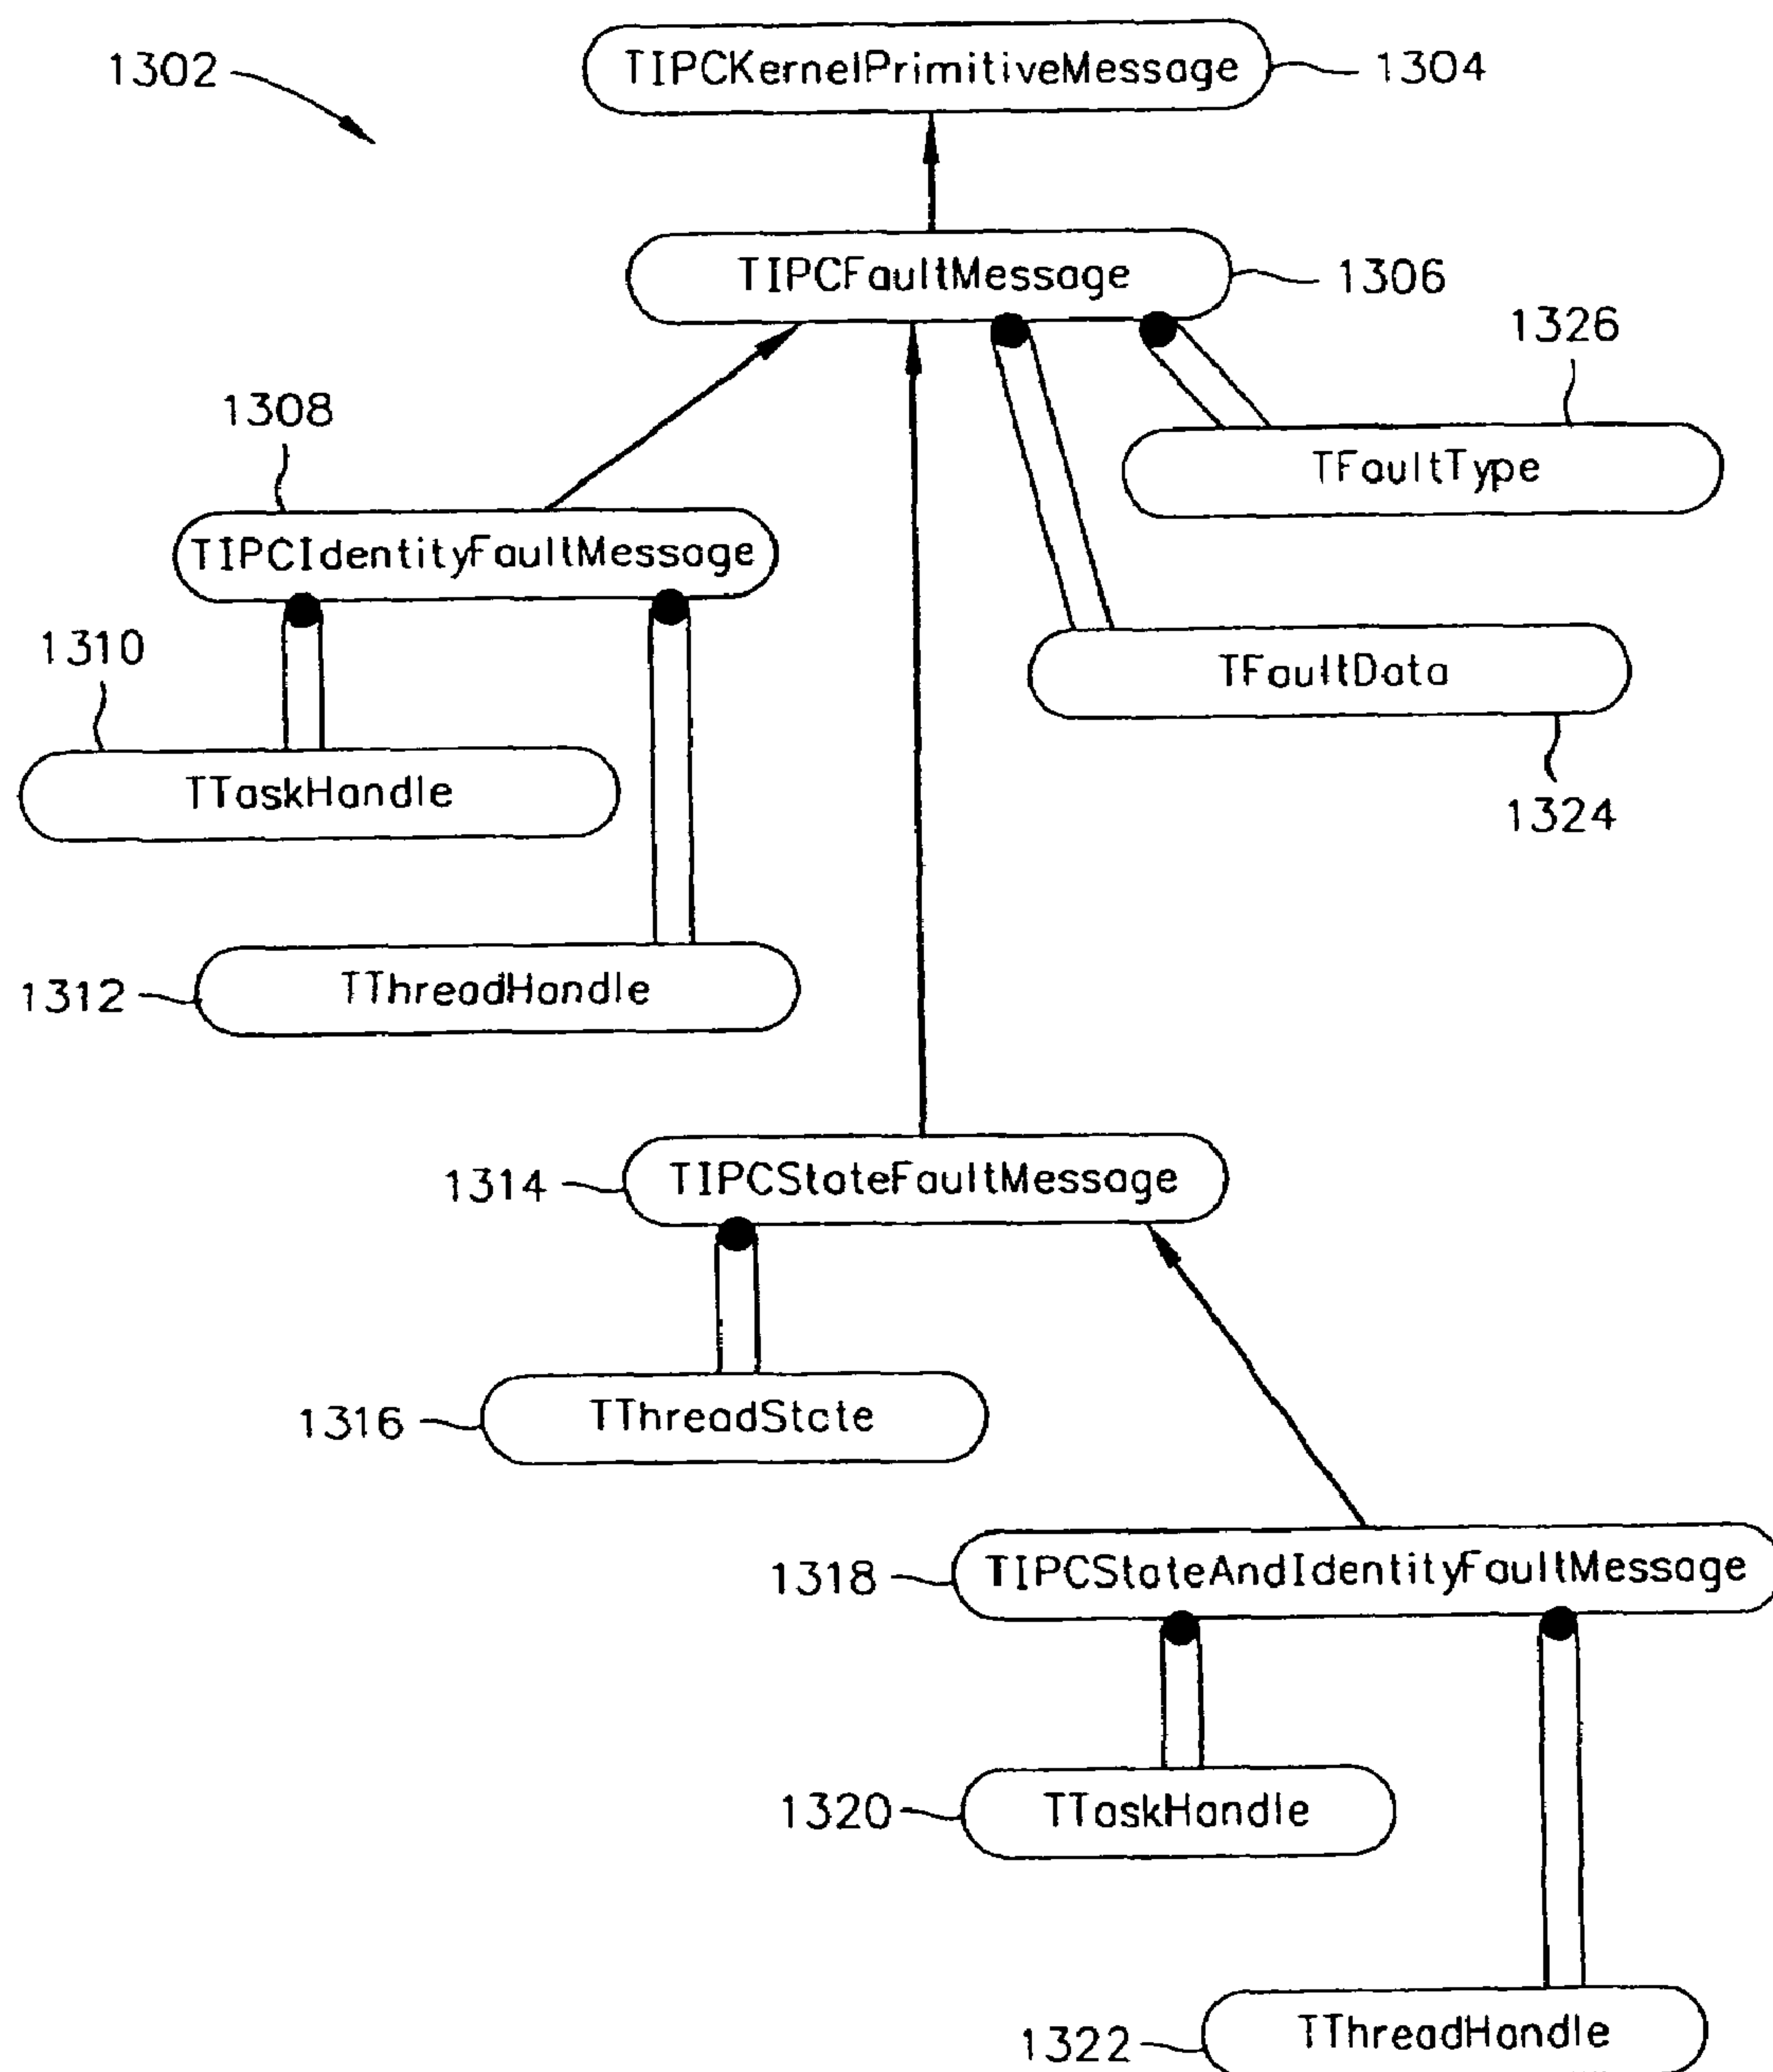 1302
TIPCKernelPrimitiveMessage
1304
TIPCFaultMessage
1306
1326
1308
TFaultType
TIPCIdentityFaultMessage
1310
TFaultData
TTaskHandle
1324
TThreadHandle
1312
TIPCStateFaultMessage
1314
TThreadState
1316
TIPCStateAndIdentityFaultMessage
1318
TTaskHandle
1320
TThreadHandle
1322